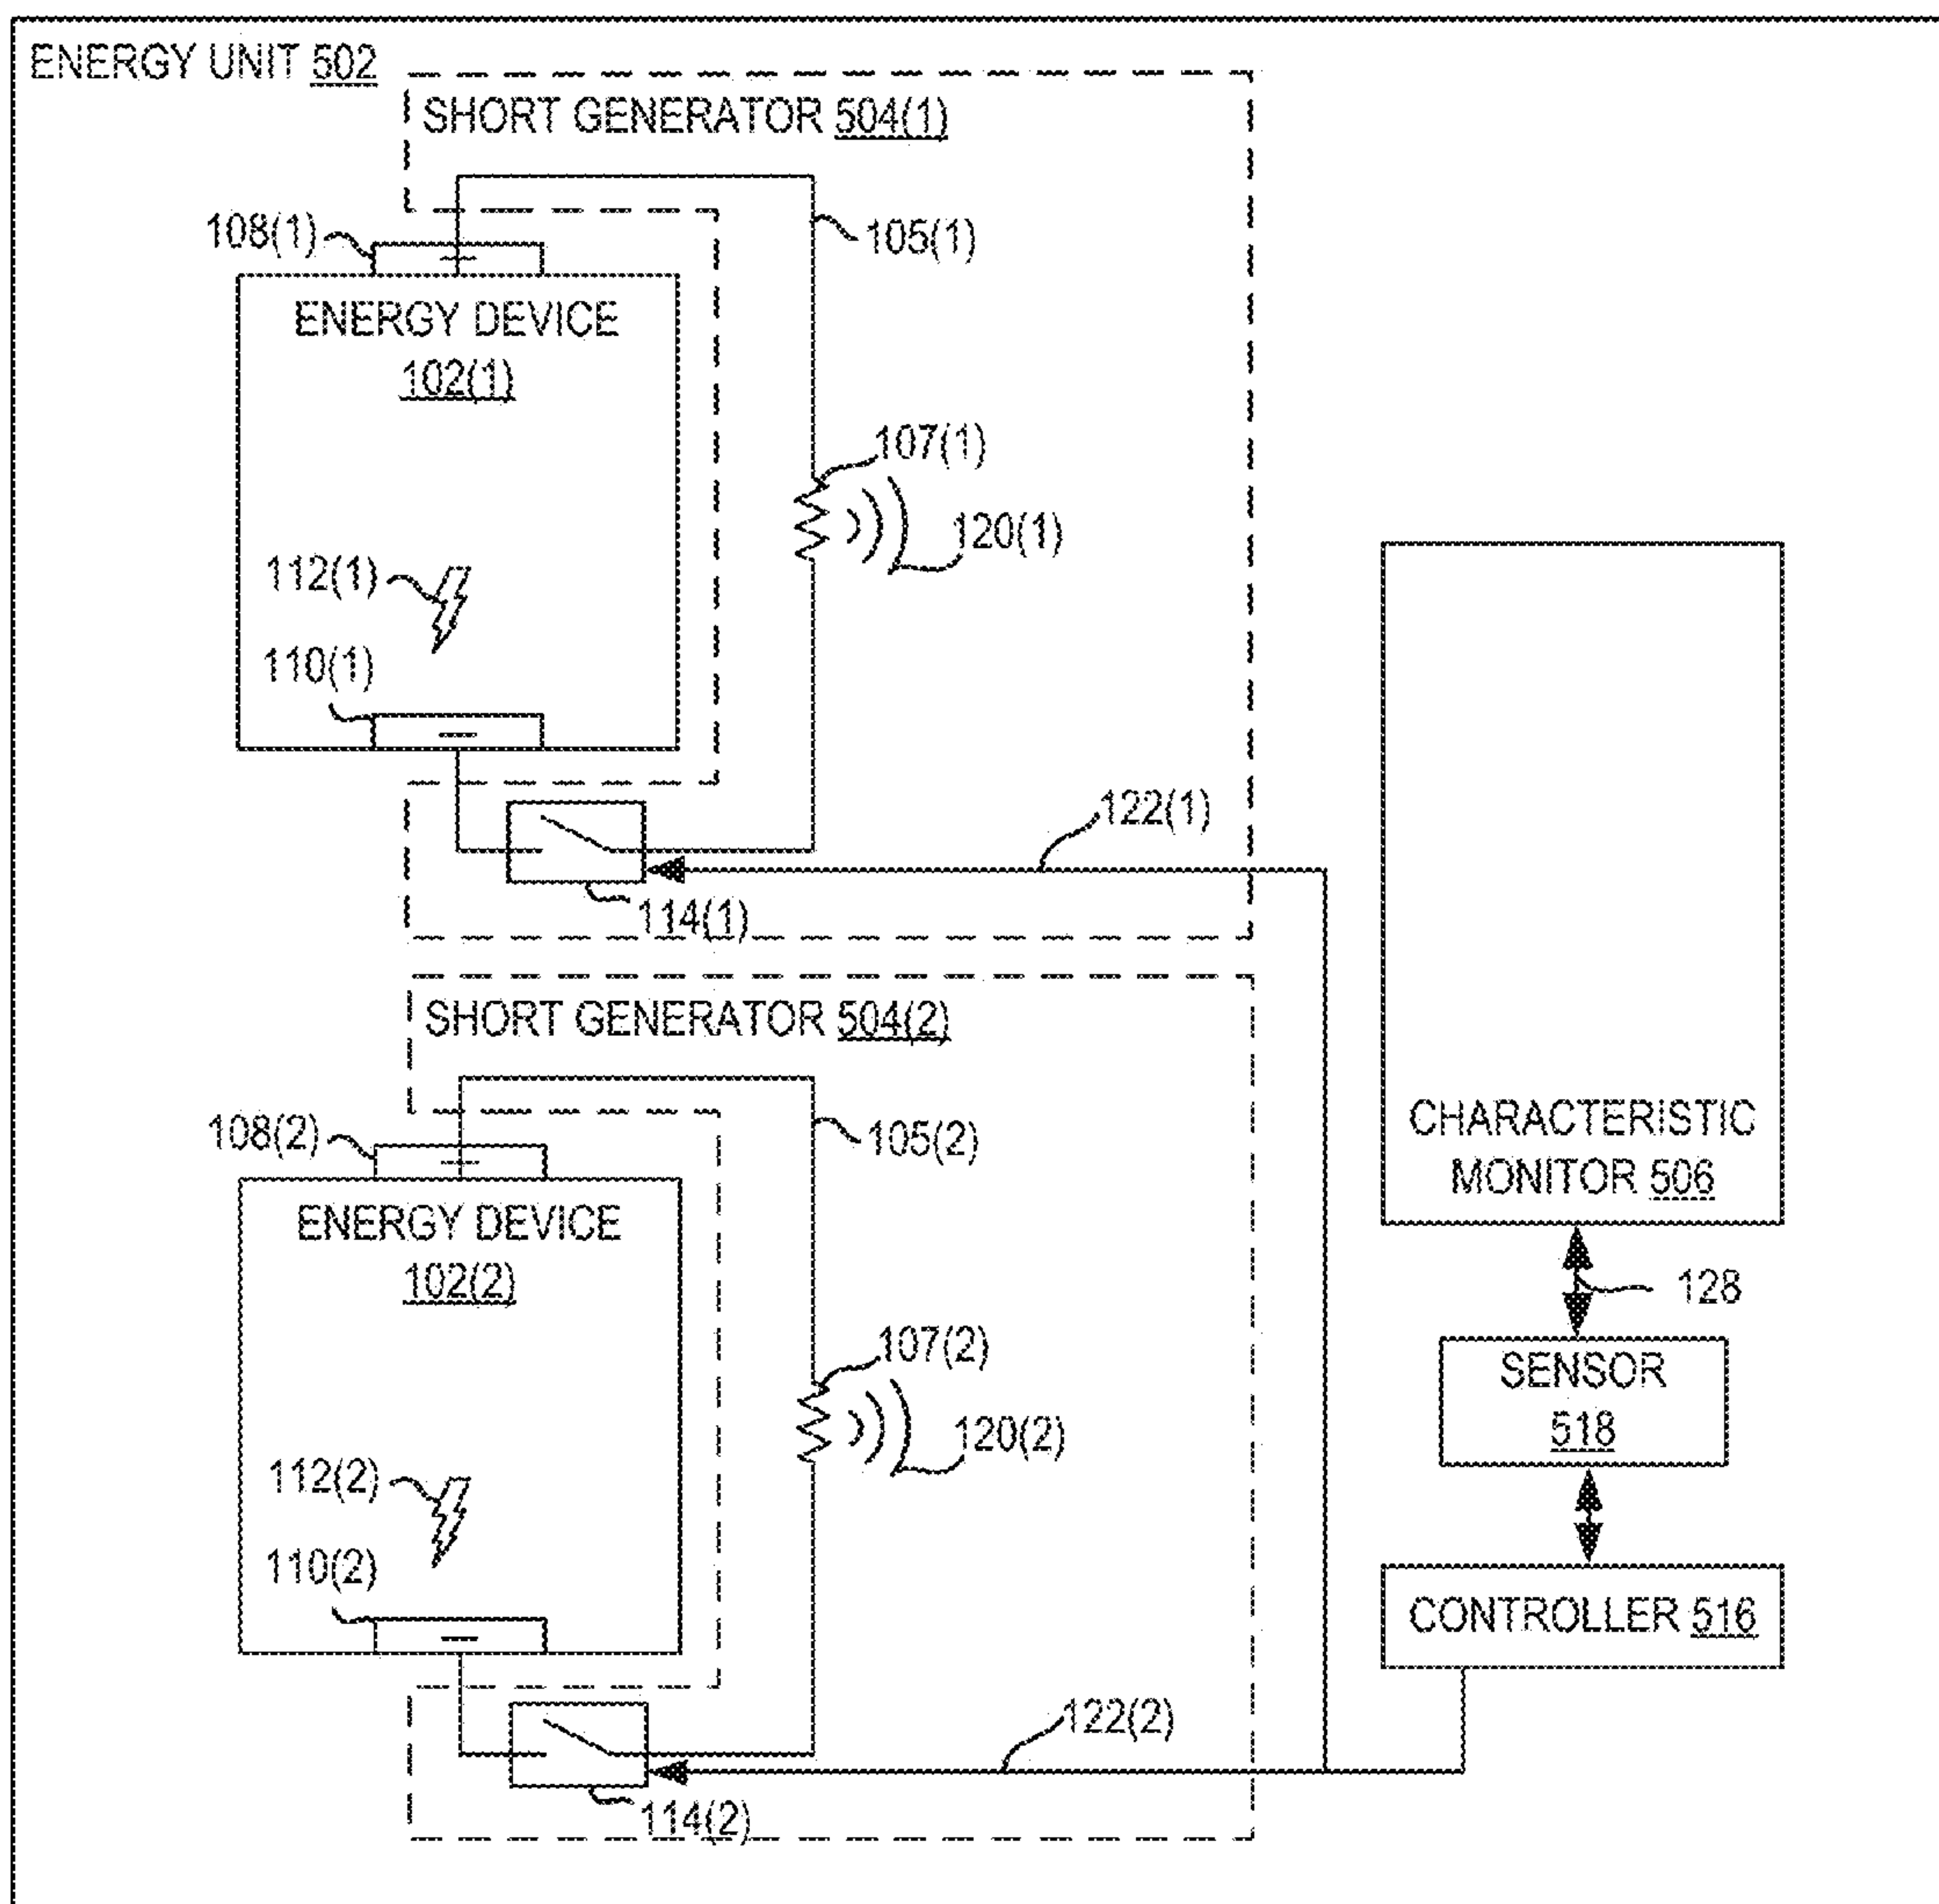 ENERGY UNIT 502
SHORT GENERATOR 504(1)
108(1)
105(1)
ENERGY DEVICE
102(1)
107(1)
120(1)
112(1)
110(1)
122(1)
114(1)
SHORT GENERATOR 504(2)
108(2)
105(2)
ENERGY DEVICE
102(2)
CHARACTERISTIC
MONITOR 506
128
107(2)
SENSOR
518
120(2)
112(2)
110(2)
CONTROLLER 516
122(2)
114(2)